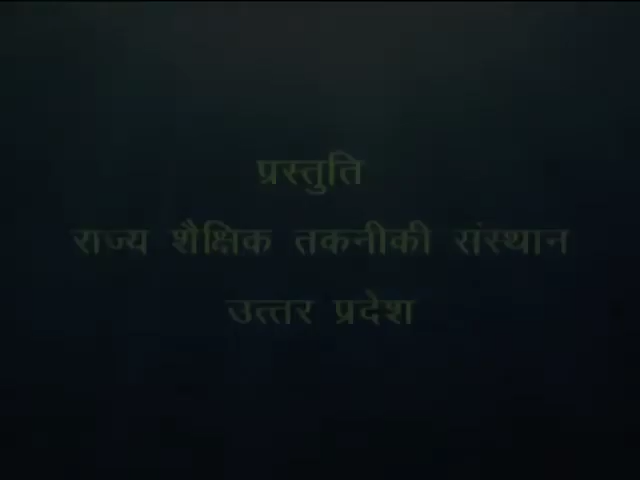 प्रस्तुति
राज्य शैक्षिक तकनीकी संस्थान
उत्तर प्रदेश